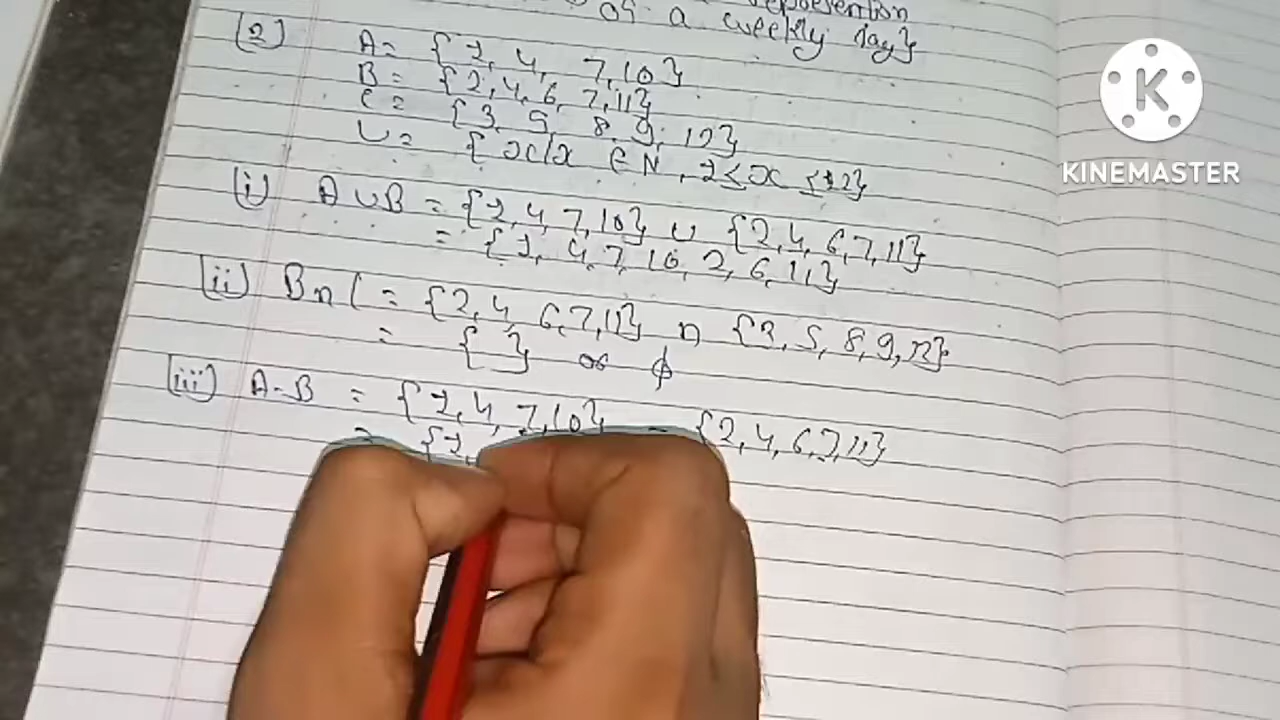 of a weekly day}
(2) A = { 1, 4, 7, 10 }
B = { 2, 4, 6, 7, 11 }
C = { 3, 5, 8, 9, 12 }
U = { x/x ∈ N, 1 ≤ x ≤ 12 }
(i) A ∪ B = { 1, 4, 7, 10 } ∪ { 2, 4, 6, 7, 11 }
= { 1, 4, 7, 10, 2, 6, 11 }
(ii) B ∩ C = { 2, 4, 6, 7, 11 } ∩ { 3, 5, 8, 9, 12 }
= { } or ϕ
(iii) A - B = { 1, 4, 7, 10 } - { 2, 4, 6, 7, 11 }
= { 1,
K
KINEMASTER